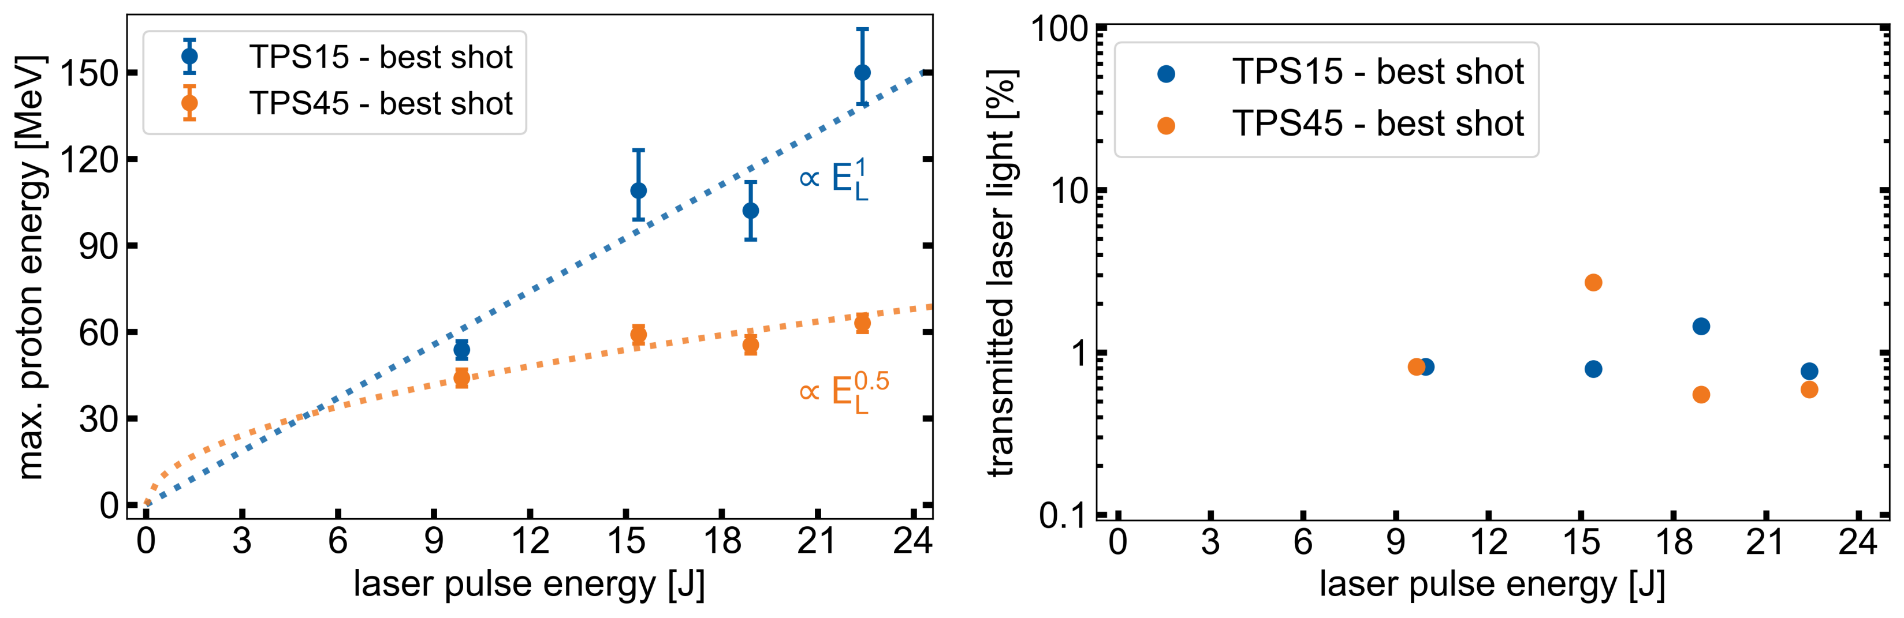 max. proton energy [MeV]
150
120
90
60
30
0
TPS15 - best shot
TPS45 - best shot
∝ E_L^1
∝ E_L^0.5
0 3 6 9 12 15 18 21 24
laser pulse energy [J]
transmitted laser light [%]
100
10
1
0.1
TPS15 - best shot
TPS45 - best shot
0 3 6 9 12 15 18 21 24
laser pulse energy [J]